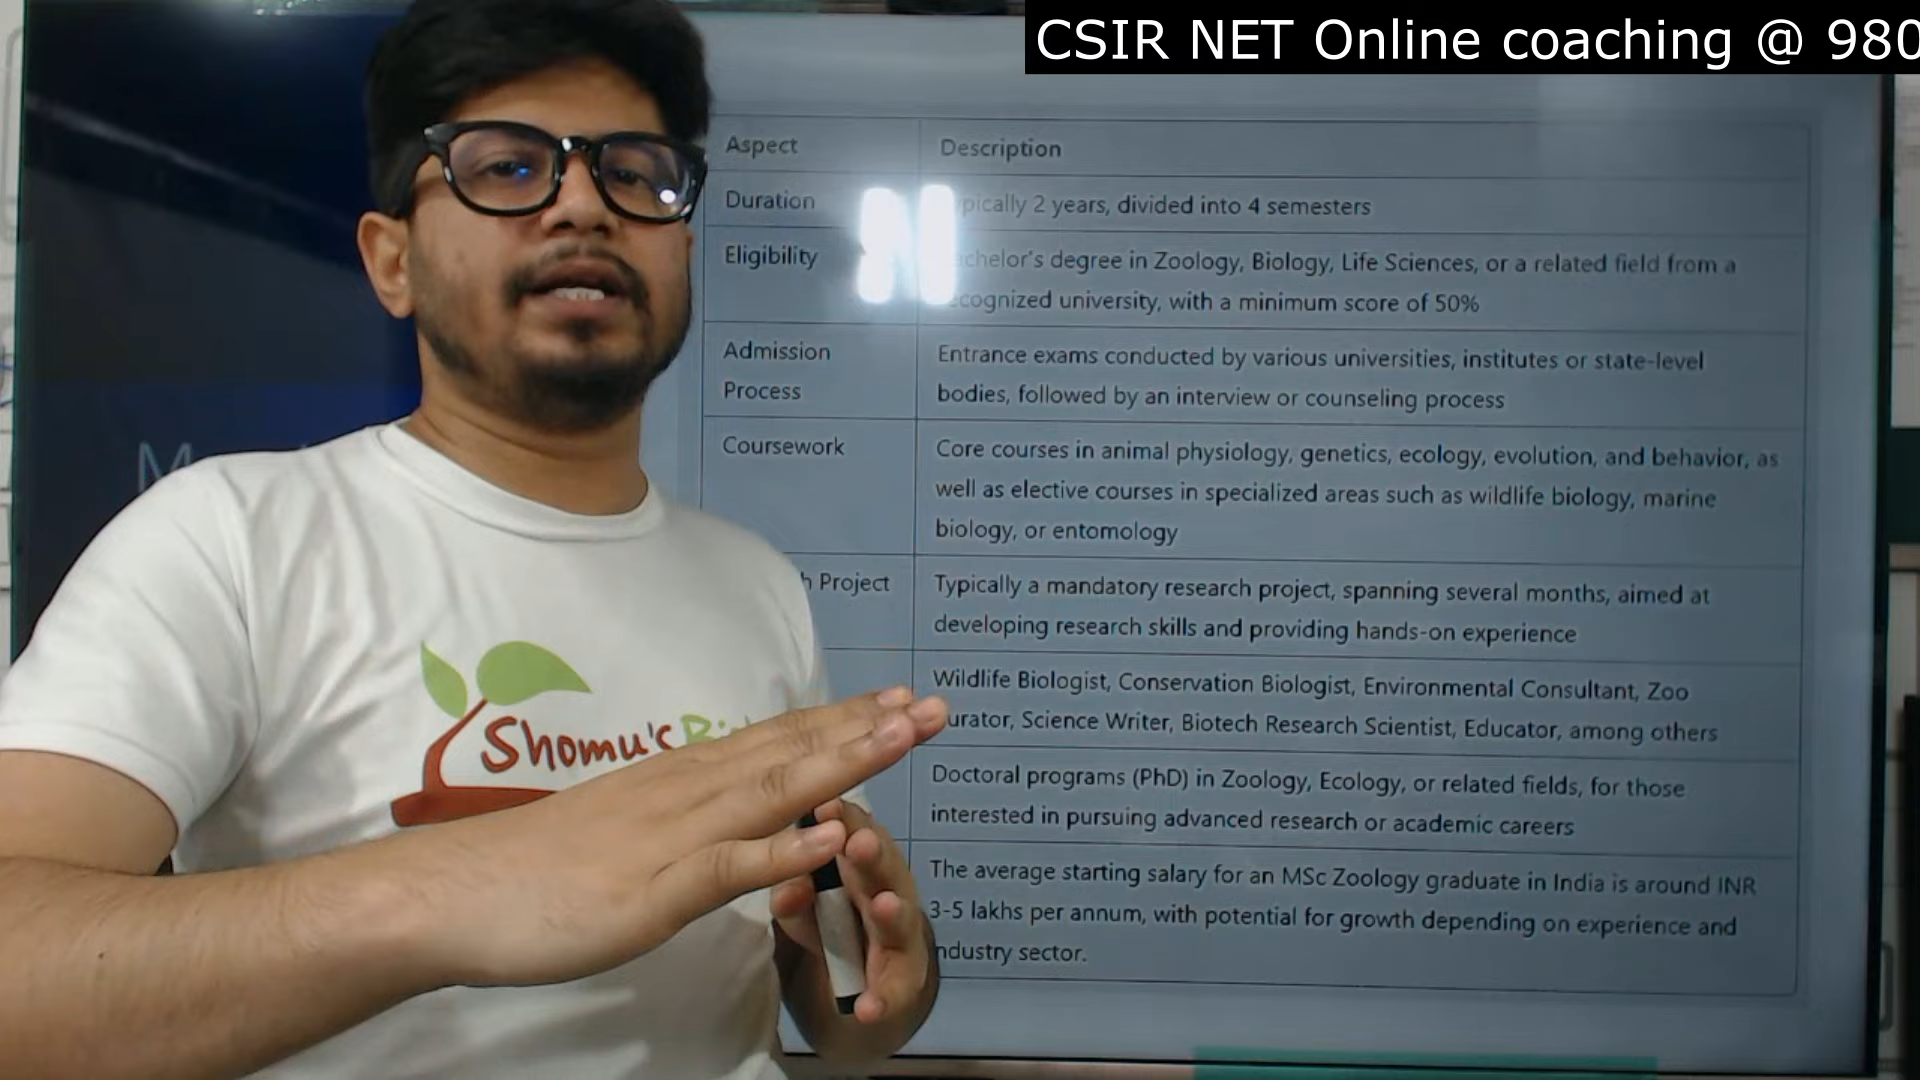 CSIR NET Online coaching @ 980
Aspect
Description
Duration
2 years, divided into 4 semesters
Eligibility
degree in Zoology, Biology, Life Sciences, or a related field from a
university, with a minimum score of 50%
Admission
Process
Entrance exams conducted by various universities, institutes or state-level
bodies, followed by an interview or counseling process
Coursework
Core courses in animal physiology, genetics, ecology, evolution, and behavior, as
well as elective courses in specialized areas such as wildlife biology, marine
biology, or entomology
Project
Typically a mandatory research project, spanning several months, aimed at
developing research skills and providing hands-on experience
Wildlife Biologist, Conservation Biologist, Environmental Consultant, Zoo
Science Writer, Biotech Research Scientist, Educator, among others
Doctoral programs (PhD) in Zoology, Ecology, or related fields, for those
interested in pursuing advanced research or academic careers
The average starting salary for an MSc Zoology graduate in India is around INR
3-5 lakhs per annum, with potential for growth depending on experience and
sector.
Shomu's